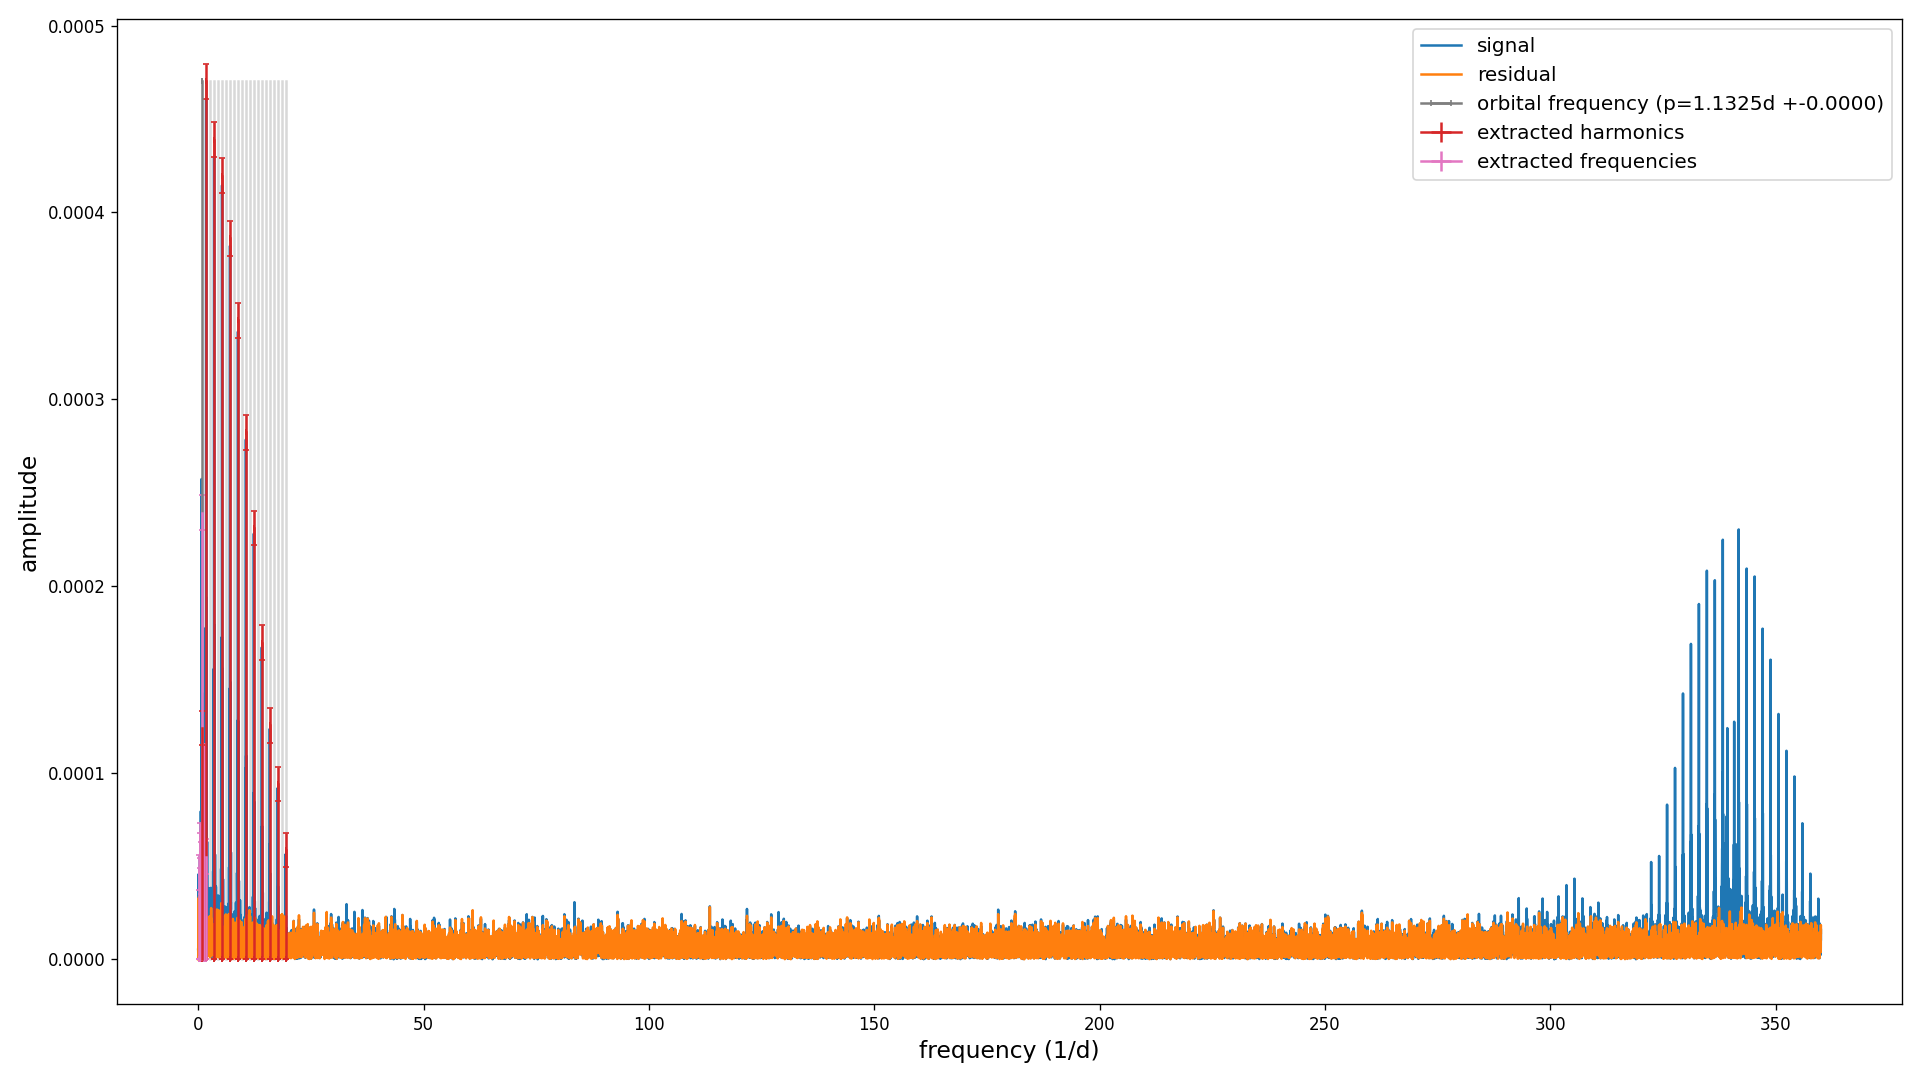 0.0005
0.0004
0.0003
0.0002
0.0001
0.0000
amplitude
0
50
100
150
200
250
300
350
frequency (1/d)
signal
residual
orbital frequency (p=1.1325d +-0.0000)
extracted harmonics
extracted frequencies